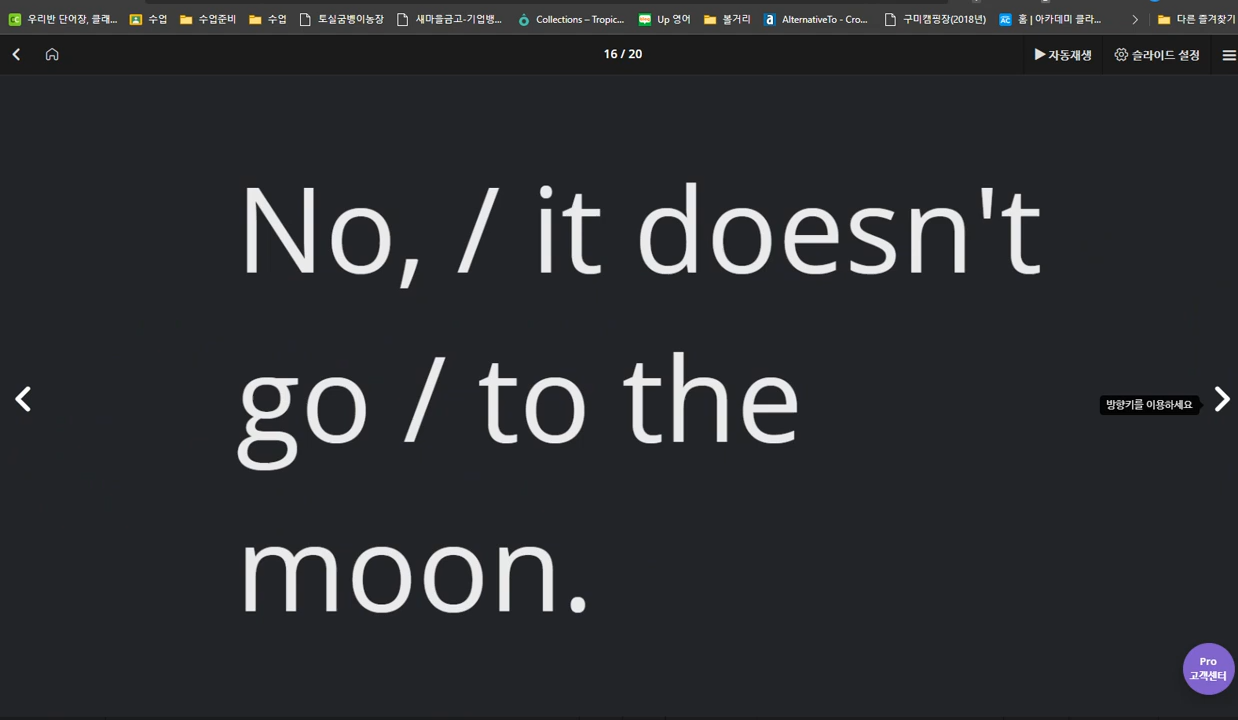 우리반 단어장, 클래... 수업 수업준비 수업 토실굼벵이농장 새마을금고-기업뱅... Collections – Tropic... Up 영어 볼거리 AlternativeTo - Cro... 구미캠핑장(2018년) 홈 | 아카데미 클라... 다른 즐겨찾기
16 / 20 자동재생 슬라이드 설정
No, / it doesn't
go / to the
방향키를 이용하세요
moon.
Pro
고객센터